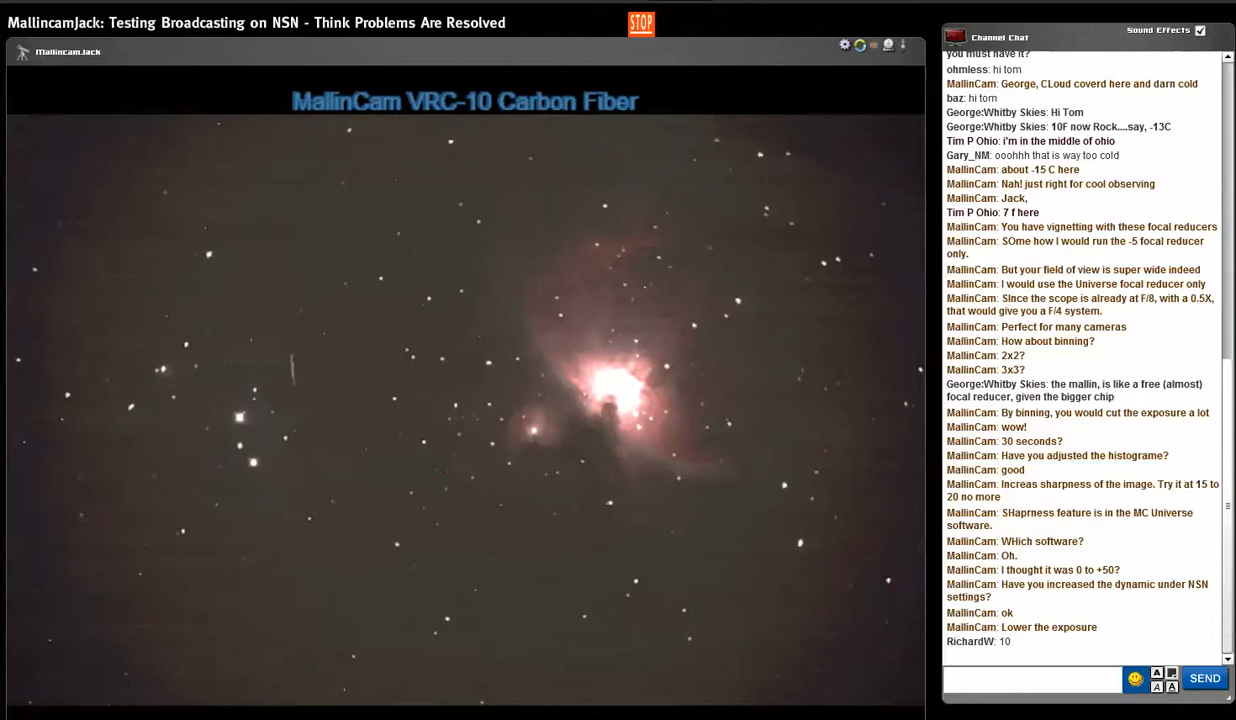 MallincamJack: Testing Broadcasting on NSN - Think Problems Are Resolved
STOP
MallincamJack
MallinCam VRC-10 Carbon Fiber
Sound Effects
Channel Chat
you must have it?
ohmless: hi tom
MallinCam: George, CLoud coverd here and darn cold
baz: hi tom
George:Whitby Skies: Hi Tom
George:Whitby Skies: 10F now Rock....say, -13C
Tim P Ohio: i'm in the middle of ohio
Gary_NM: ooohhh that is way too cold
MallinCam: about -15 C here
MallinCam: Nah! just right for cool observing
MallinCam: Jack,
Tim P Ohio: 7 f here
MallinCam: You have vignetting with these focal reducers
MallinCam: SOme how I would run the -5 focal reducer
only.
MallinCam: But your field of view is super wide indeed
MallinCam: I would use the Universe focal reducer only
MallinCam: SInce the scope is already at F/8, with a 0.5X,
that would give you a F/4 system.
MallinCam: Perfect for many cameras
MallinCam: How about binning?
MallinCam: 2x2?
MallinCam: 3x3?
George:Whitby Skies: the mallin, is like a free (almost)
focal reducer, given the bigger chip
MallinCam: By binning, you would cut the exposure a lot
MallinCam: wow!
MallinCam: 30 seconds?
MallinCam: Have you adjusted the histograme?
MallinCam: good
MallinCam: Increas sharpness of the image. Try it at 15 to
20 no more
MallinCam: SHaprness feature is in the MC Universe
software.
MallinCam: WHich software?
MallinCam: Oh.
MallinCam: I thought it was 0 to +50?
MallinCam: Have you increased the dynamic under NSN
settings?
MallinCam: ok
MallinCam: Lower the exposure
RichardW: 10
A
A A
SEND